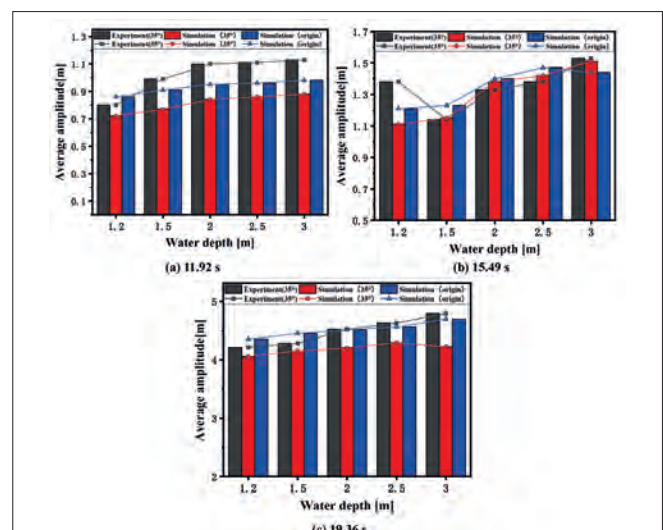 Experiment(35°) Simulation (35°) Simulation (origin)
Experiment(35°) Simulation (35°) Simulation (origin)
Average amplitude[m]
1.3
1.1
0.9
0.7
0.5
0.3
0.1
1.2 1.5 2 2.5 3
Water depth [m]
(a) 11.92 s
Experiment(35°) Simulation (35°) Simulation (origin)
Experiment(35°) Simulation (35°) Simulation (origin)
Average amplitude[m]
1.7
1.5
1.3
1.1
0.9
0.7
0.5
1.2 1.5 2 2.5 3
Water depth [m]
(b) 15.49 s
Experiment(35°) Simulation (35°) Simulation (origin)
Experiment(35°) Simulation (35°) Simulation (origin)
Average amplitude[m]
5
4
3
2
1.2 1.5 2 2.5 3
Water depth [m]
(c) 19.36 s